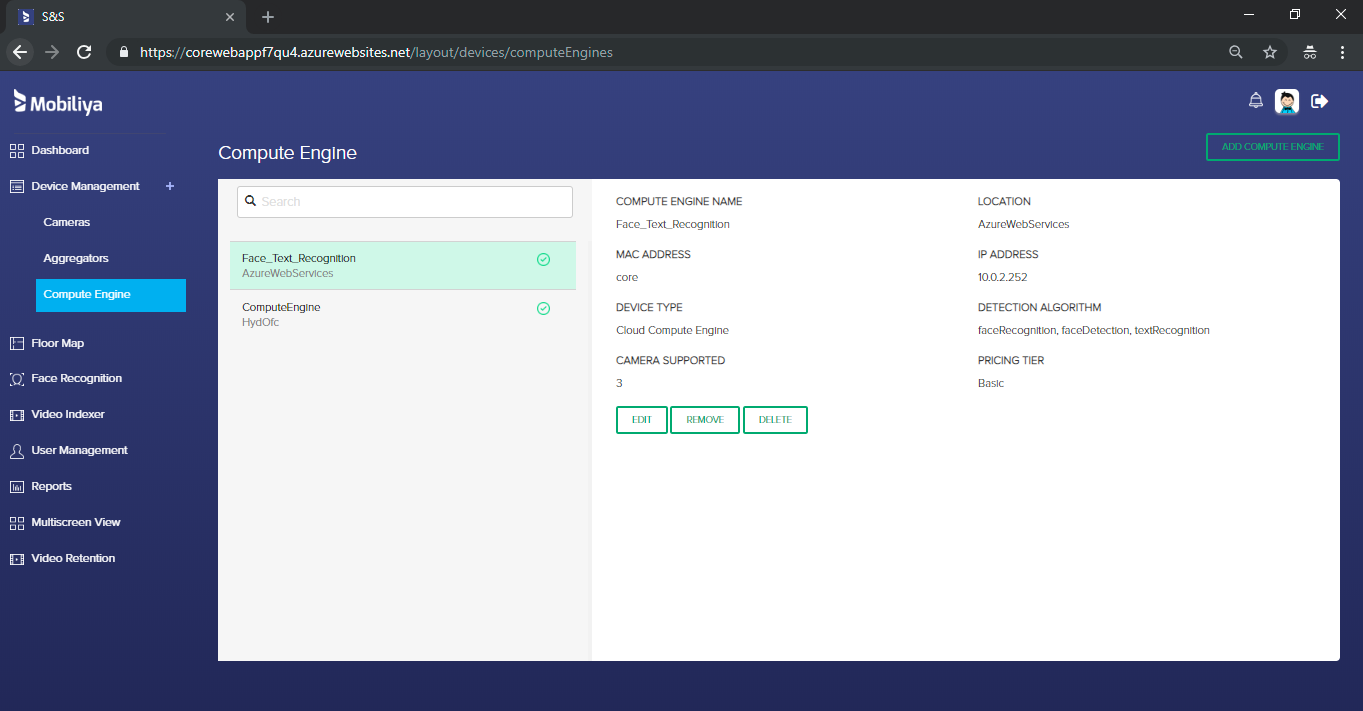 S&S
https://corewebappf7qu4.azurewebsites.net/layout/devices/computeEngines
Mobiliya
Dashboard
Device Management +
Cameras
Aggregators
Compute Engine
Floor Map
Face Recognition
Video Indexer
User Management
Reports
Multiscreen View
Video Retention
Compute Engine
ADD COMPUTE ENGINE
Search
Face_Text_Recognition
AzureWebServices
ComputeEngine
HydOfc
COMPUTE ENGINE NAME
Face_Text_Recognition
LOCATION
AzureWebServices
MAC ADDRESS
core
IP ADDRESS
10.0.2.252
DEVICE TYPE
Cloud Compute Engine
DETECTION ALGORITHM
faceRecognition, faceDetection, textRecognition
CAMERA SUPPORTED
3
PRICING TIER
Basic
EDIT
REMOVE
DELETE